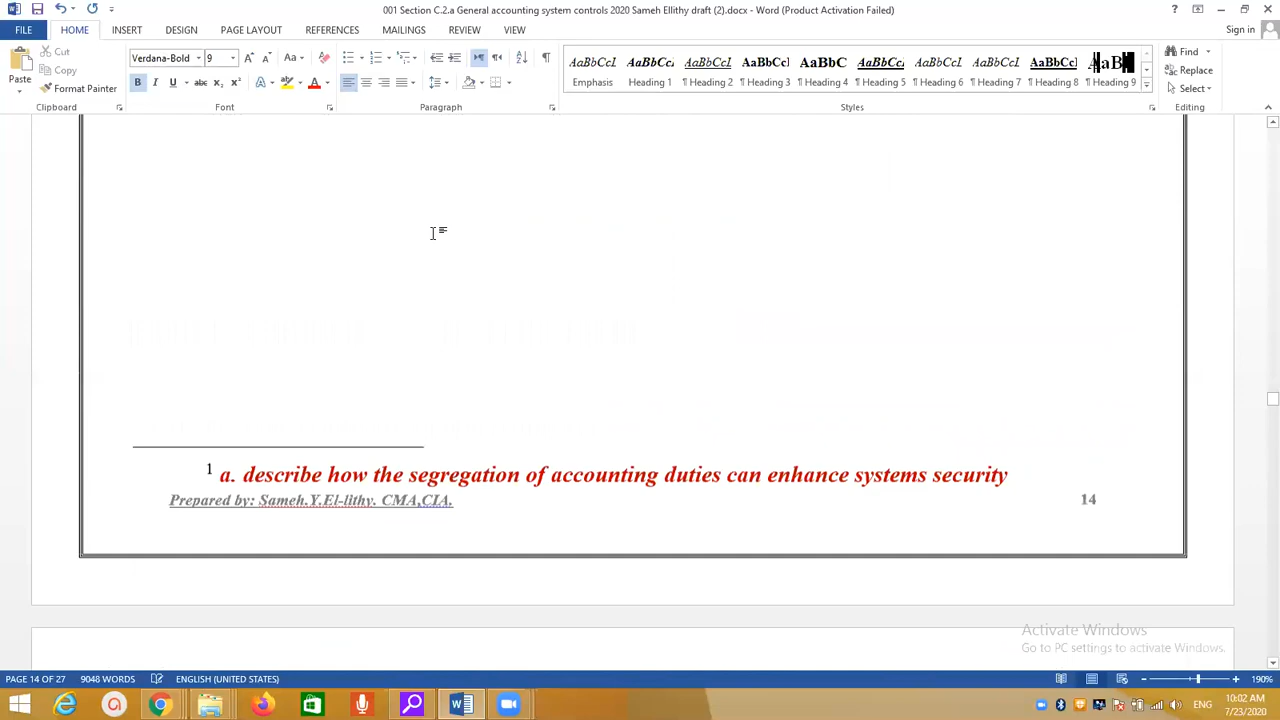 001 Section C.2.a General accounting system controls 2020 Sameh Ellithy draft (2).docx - Word (Product Activation Failed)
FILE HOME INSERT DESIGN PAGE LAYOUT REFERENCES MAILINGS REVIEW VIEW Sign in
Paste
Cut
Copy
Format Painter
Clipboard
Verdana-Bold 9
Font
Paragraph
AaBbCcI AaBbCc AaBbCcI AaBbCcI AaBbC AaBbCc AaBbCcI AaBbCcI AaBbCc AaB
Emphasis Heading 1 ¶ Heading 2 Heading 3 Heading 4 ¶ Heading 5 ¶ Heading 6 ¶ Heading 7 ¶ Heading 8 ¶ Heading 9
Styles
Find
Replace
Select
Editing
1 a. describe how the segregation of accounting duties can enhance systems security
Prepared by: Sameh.Y.El-lithy. CMA,CIA. 14
Activate Windows
Go to PC settings to activate Windows.
PAGE 14 OF 27 9048 WORDS ENGLISH (UNITED STATES) 190%
ENG 10:02 AM
7/23/2020